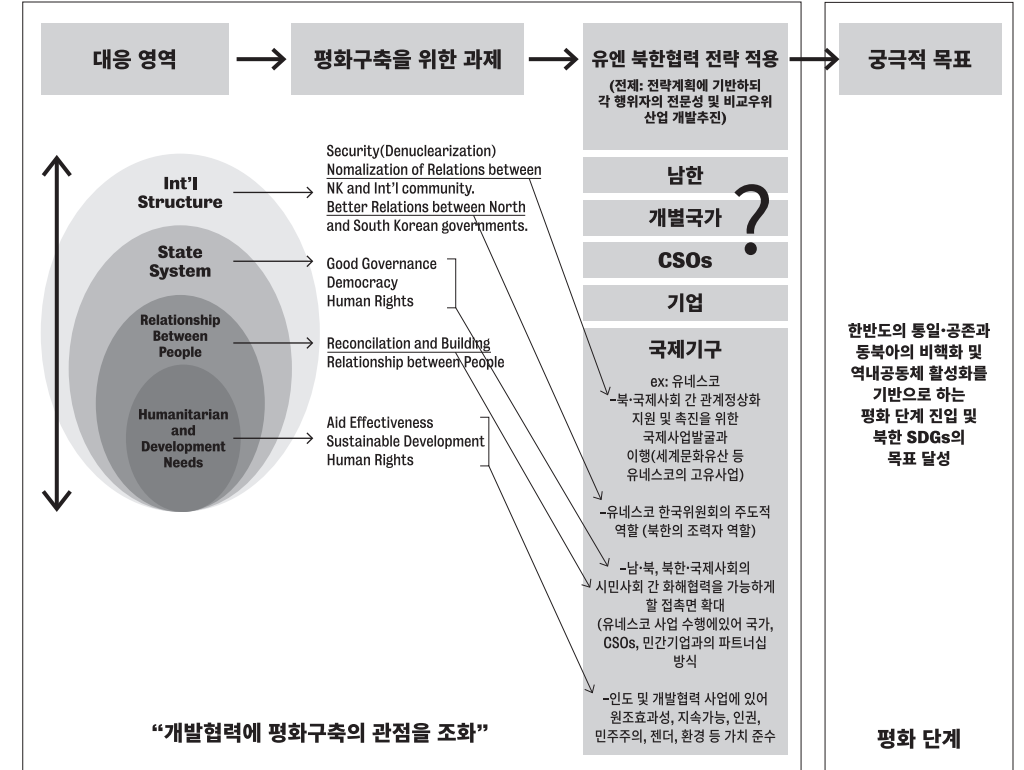 대응 영역
평화구축을 위한 과제
유엔 북한협력 전략 적용
(전제: 전략계획에 기반하되
각 행위자의 전문성 및 비교우위
산업 개발추진)
궁극적 목표
Int'l
Structure
State
System
Relationship
Between
People
Humanitarian
and
Development
Needs
Security(Denuclearization)
Nomalization of Relations between
NK and Int'l community.
Better Relations between North
and South Korean governments.
Good Governance
Democracy
Human Rights
Reconcilation and Building
Relationship between People
Aid Effectiveness
Sustainable Development
Human Rights
남한
개별국가
?
CSOs
기업
국제기구
ex: 유네스코
-북·국제사회 간 관계정상화
지원 및 촉진을 위한
국제사업발굴과
이행(세계문화유산 등
유네스코의 고유사업)
-유네스코 한국위원회의 주도적
역할 (북한의 조력자 역할)
-남·북, 북한·국제사회의
시민사회 간 화해협력을 가능하게
할 접촉면 확대
(유네스코 사업 수행에있어 국가,
CSOs, 민간기업과의 파트너십
방식
-인도 및 개발협력 사업에 있어
원조효과성, 지속가능, 인권,
민주주의, 젠더, 환경 등 가치 준수
한반도의 통일·공존과
동북아의 비핵화 및
역내공동체 활성화를
기반으로 하는
평화 단계 진입 및
북한 SDGs의
목표 달성
“개발협력에 평화구축의 관점을 조화”
평화 단계